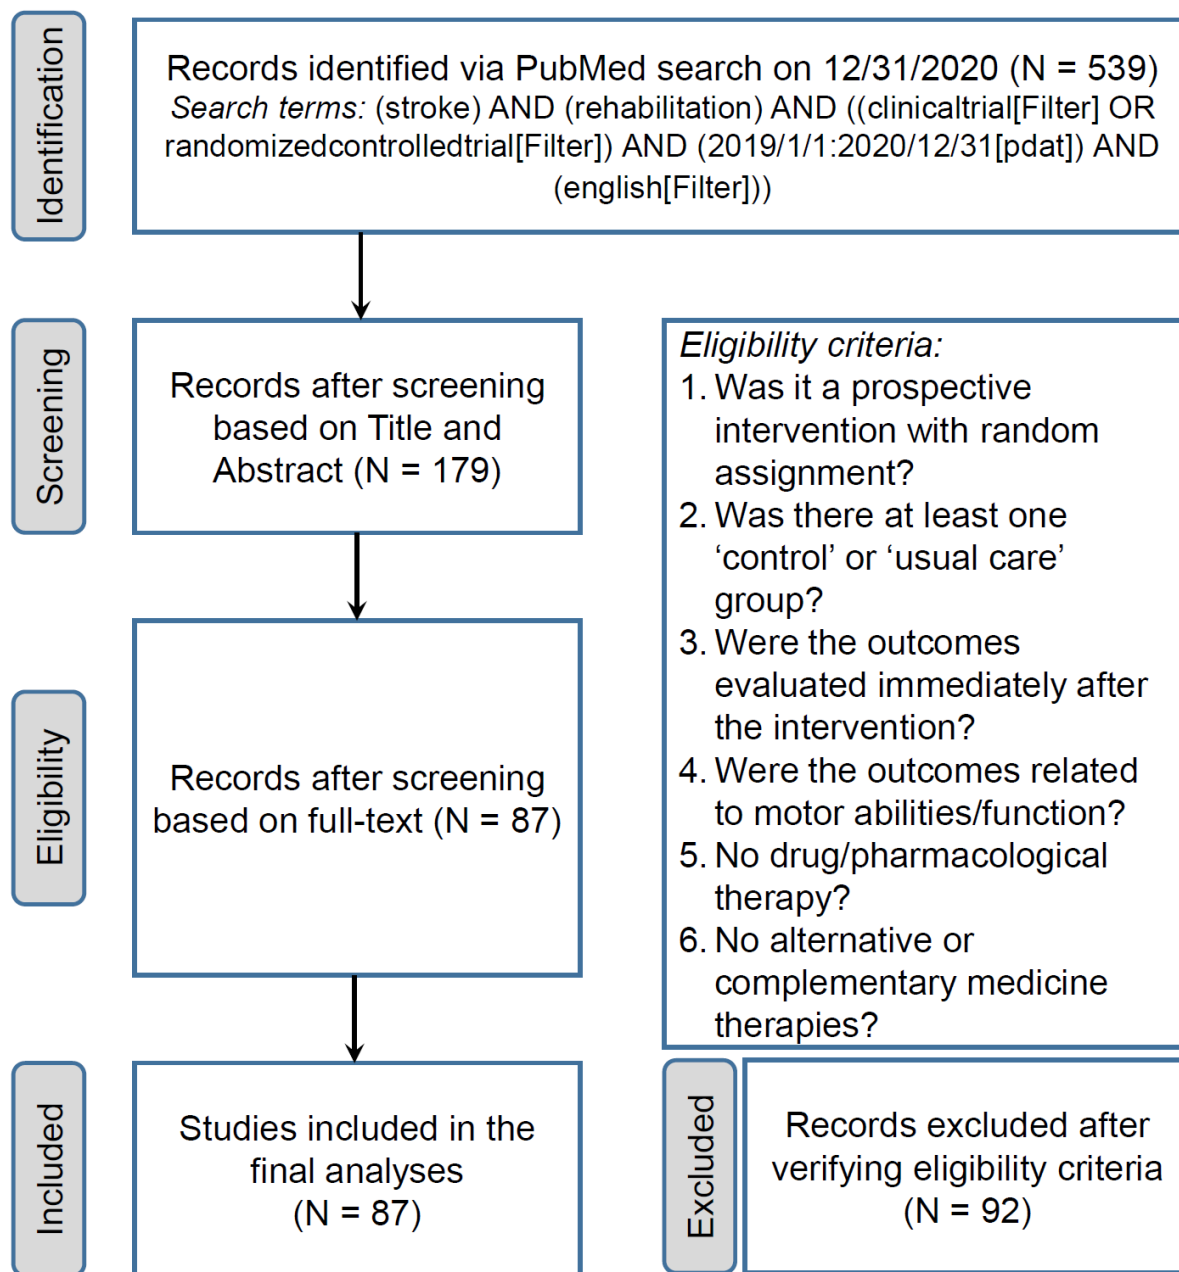 Identification
Records identified via PubMed search on 12/31/2020 (N = 539)
Search terms: (stroke) AND (rehabilitation) AND ((clinicaltrial[Filter] OR
randomizedcontrolledtrial[Filter]) AND (2019/1/1:2020/12/31[pdat]) AND
(english[Filter]))
Screening
Records after screening
based on Title and
Abstract (N = 179)
Eligibility criteria:
1. Was it a prospective
intervention with random
assignment?
2. Was there at least one
‘control’ or ‘usual care’
group?
3. Were the outcomes
evaluated immediately after
the intervention?
4. Were the outcomes related
to motor abilities/function?
5. No drug/pharmacological
therapy?
6. No alternative or
complementary medicine
therapies?
Eligibility
Records after screening
based on full-text (N = 87)
Included
Studies included in the
final analyses
(N = 87)
Excluded
Records excluded after
verifying eligibility criteria
(N = 92)